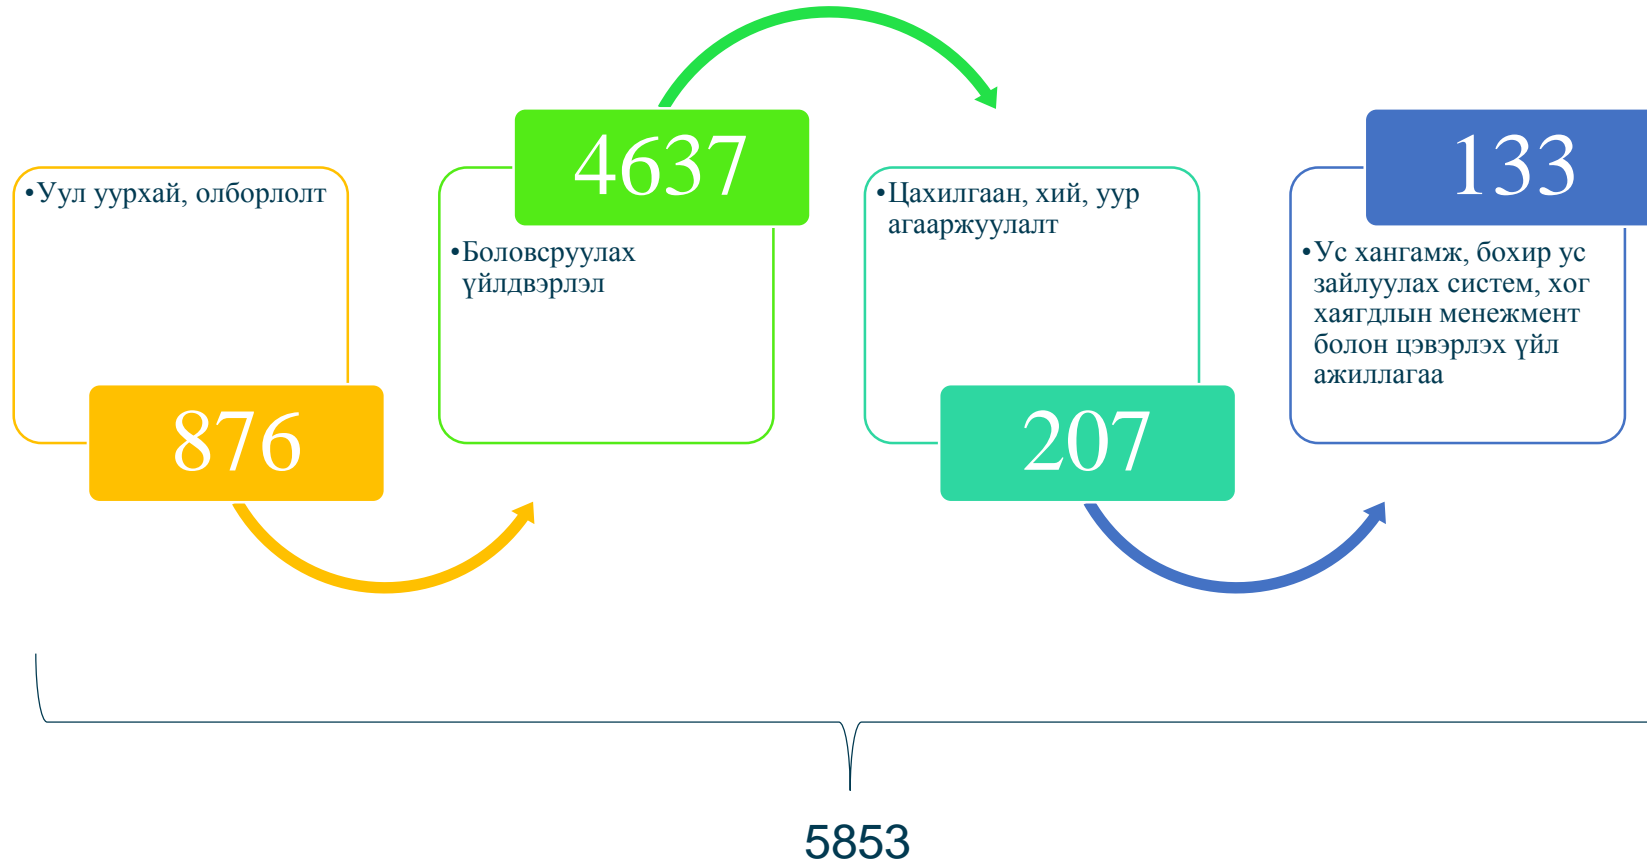 •Уул уурхай, олборлолт
876
4637
•Боловсруулах
үйлдвэрлэл
•Цахилгаан, хий, уур
агааржуулалт
207
133
•Ус хангамж, бохир ус
зайлуулах систем, хог
хаягдлын менежмент
болон цэвэрлэх үйл
ажиллагаа
5853